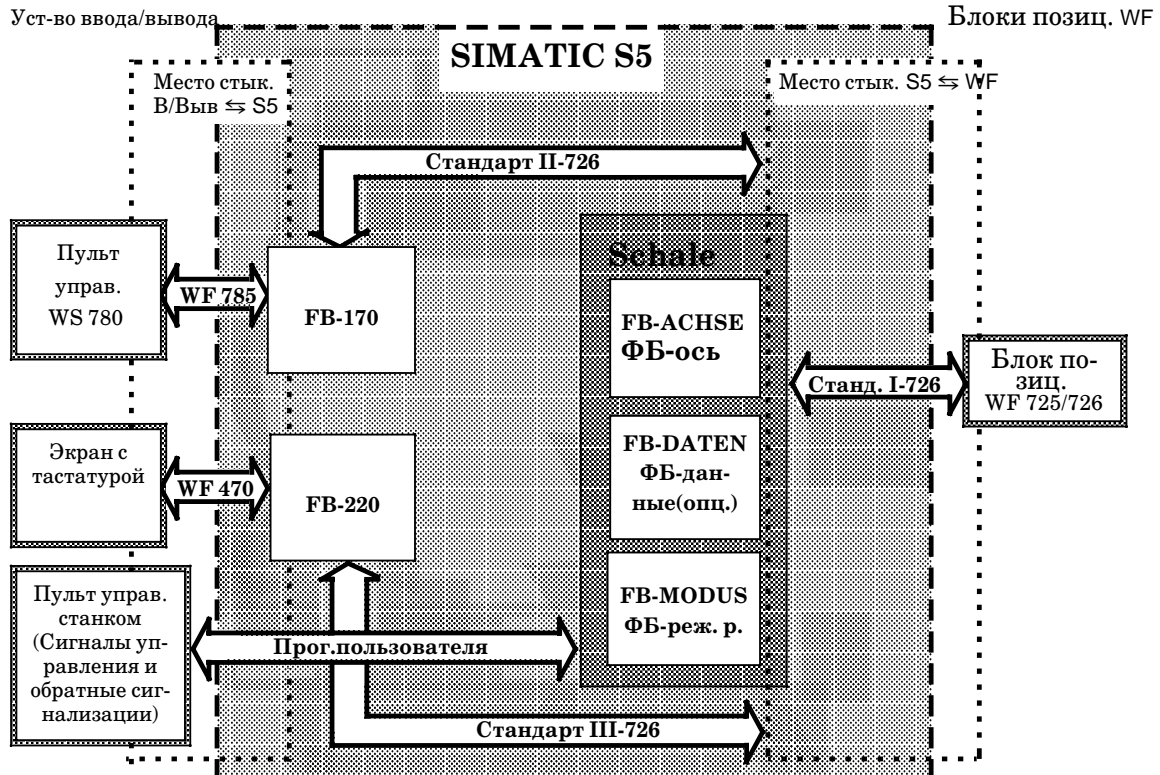 Уст-во ввода/вывода
Блоки позиц. WF
SIMATIC S5
Место стык.
В/Выв ⇆ S5
Место стык. S5 ⇆ WF
Стандарт II-726
Пульт
управ.
WS 780
WF 785
FB-170
Schale
FB-ACHSE
ФБ-ось
Станд. I-726
Блок по-
зиц.
WF 725/726
Экран с
тастатурой
WF 470
FB-220
FB-DATEN
ФБ-дан-
ные(опц.)
Пульт управ.
станком
(Сигналы уп-
равления и
обратные сиг-
нализации)
Прог.пользователя
FB-MODUS
ФБ-реж. р.
Стандарт III-726